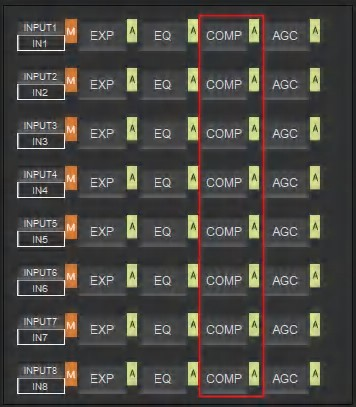 INPUT1 M EXP A EQ A COMP A AGC A
IN1
INPUT2 M EXP A EQ A COMP A AGC A
IN2
INPUT3 M EXP A EQ A COMP A AGC A
IN3
INPUT4 M EXP A EQ A COMP A AGC A
IN4
INPUT5 M EXP A EQ A COMP A AGC A
IN5
INPUT6 M EXP A EQ A COMP A AGC A
IN6
INPUT7 M EXP A EQ A COMP A AGC A
IN7
INPUT8 M EXP A EQ A COMP A AGC A
IN8